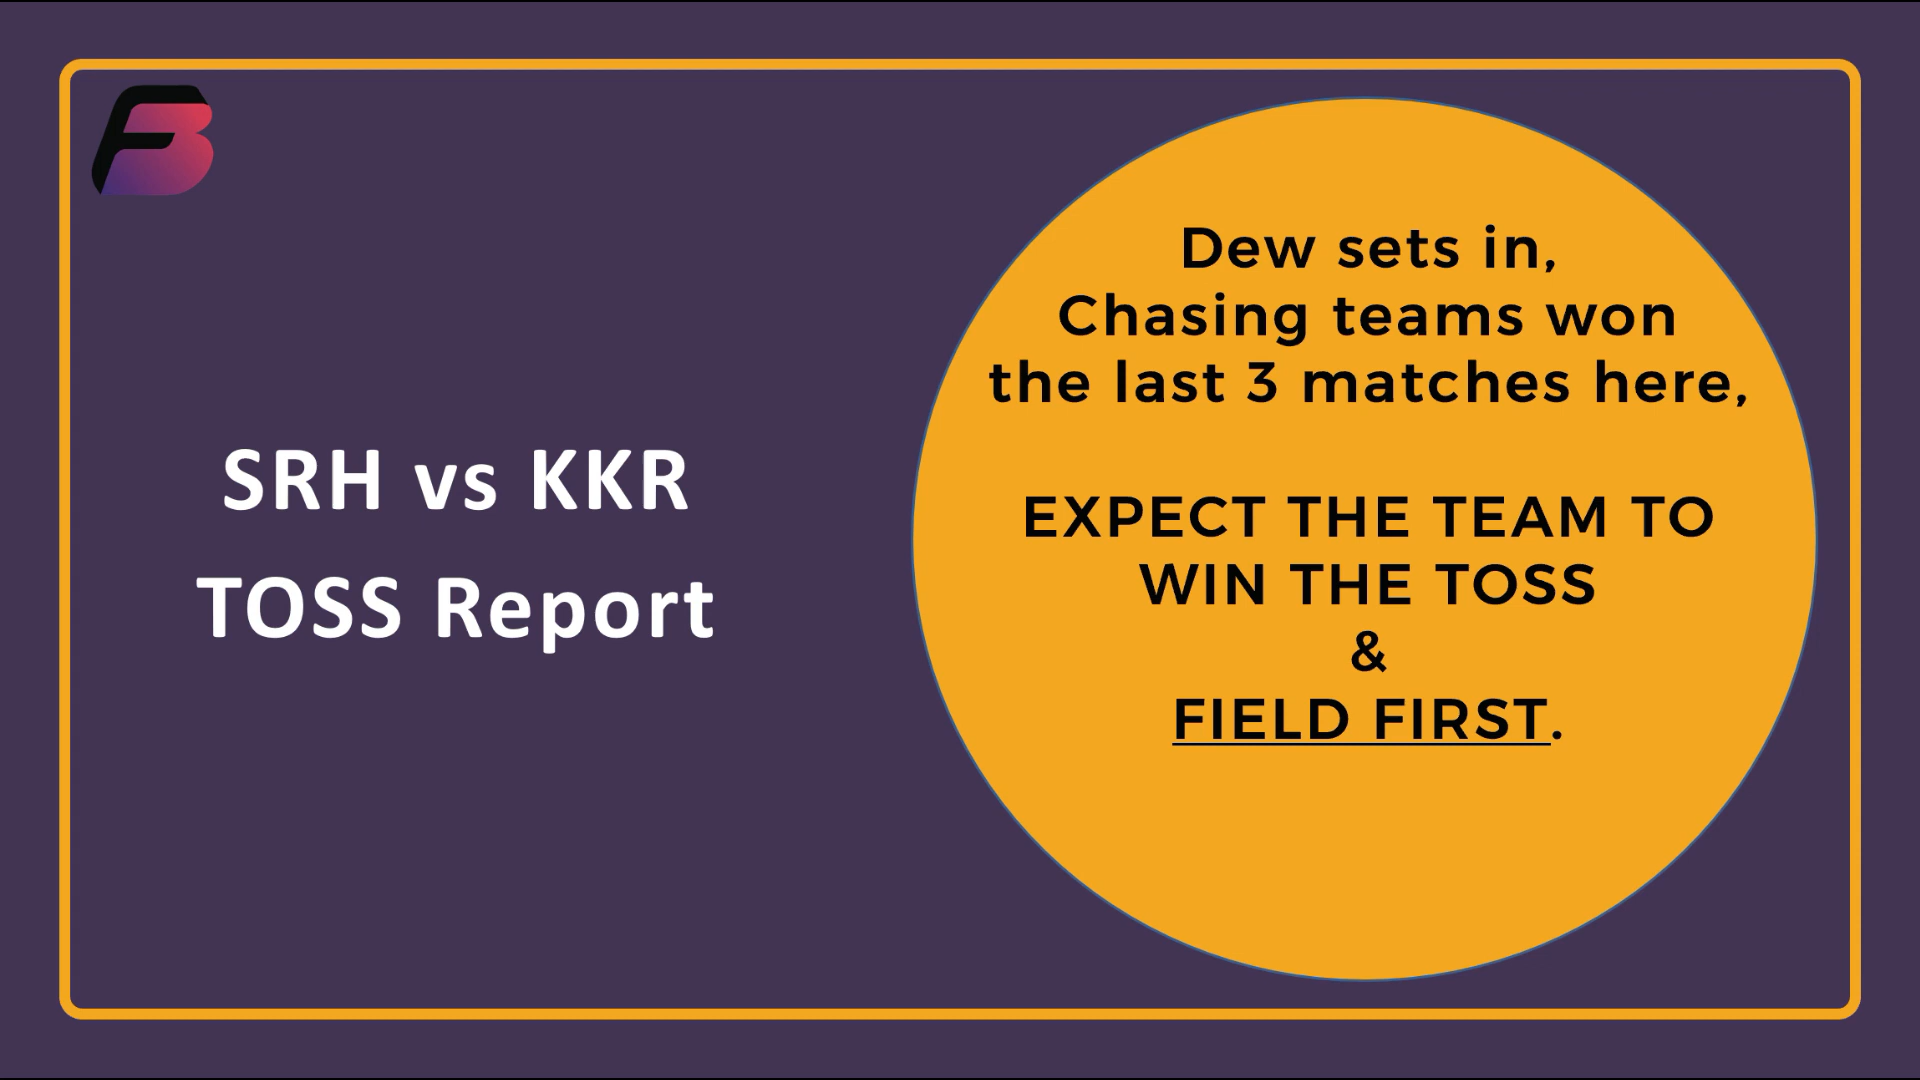 SRH vs KKR
TOSS Report
Dew sets in,
Chasing teams won
the last 3 matches here,
EXPECT THE TEAM TO
WIN THE TOSS
&
FIELD FIRST.